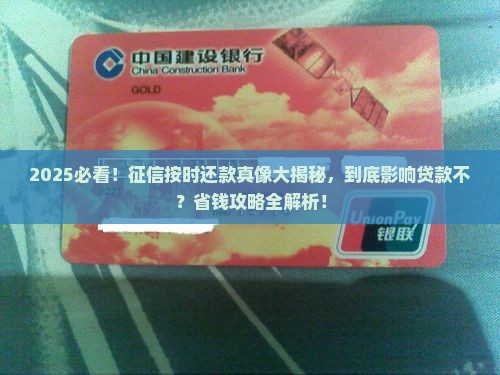 中国建设银行
China Construction Bank
GOLD
2025必看！征信按时还款真像大揭秘，到底影响贷款不
？省钱攻略全解析！
UnionPay
银联